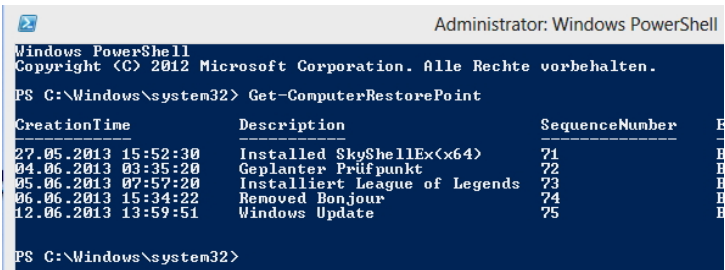 Administrator: Windows PowerShell
Windows PowerShell
Copyright (C) 2012 Microsoft Corporation. Alle Rechte vorbehalten.
PS C:\Windows\system32> Get-ComputerRestorePoint
CreationTime Description SequenceNumber E
------------ ----------- -------------- -
27.05.2013 15:52:30 Installed SkyShellEx(x64) 71 B
04.06.2013 03:35:20 Geplanter Prüfpunkt 72 B
05.06.2013 07:57:20 Installiert League of Legends 73 B
06.06.2013 15:34:22 Removed Bonjour 74 B
12.06.2013 13:59:51 Windows Update 75 B
PS C:\Windows\system32>